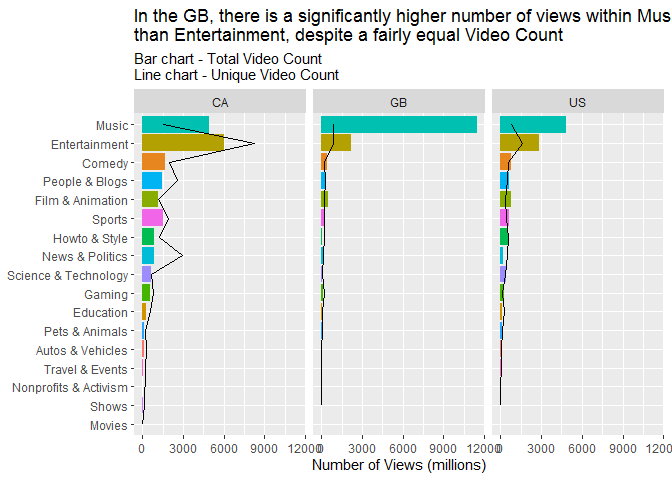 In the GB, there is a significantly higher number of views within Mus
than Entertainment, despite a fairly equal Video Count
Bar chart - Total Video Count
Line chart - Unique Video Count
CA GB US
Music
Entertainment
Comedy
People & Blogs
Film & Animation
Sports
Howto & Style
News & Politics
Science & Technology
Gaming
Education
Pets & Animals
Autos & Vehicles
Travel & Events
Nonprofits & Activism
Shows
Movies
0 3000 6000 9000 12000 0 3000 6000 9000 12000 0 3000 6000 9000 1200
Number of Views (millions)